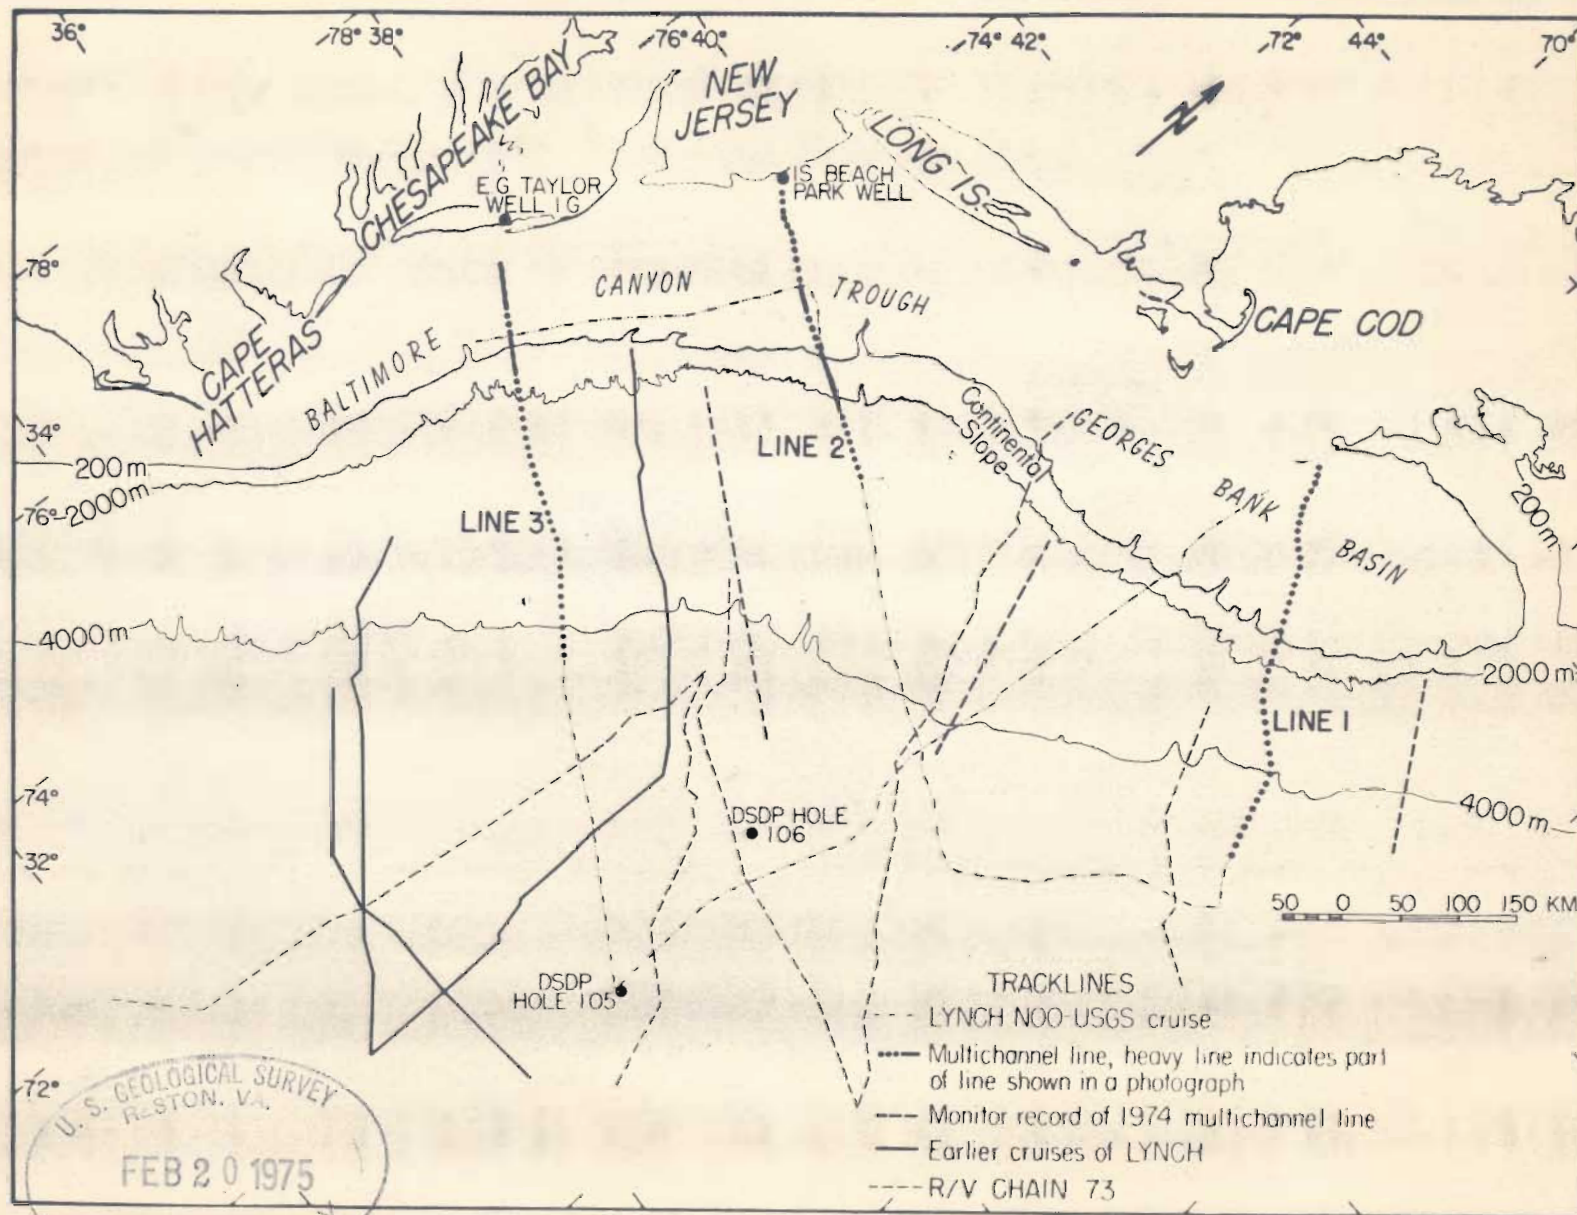 36°
78° 38°
76° 40°
74° 42°
72° 44°
70°
CHESAPEAKE BAY
NEW
JERSEY
LONG IS.
N
E.G TAYLOR
WELL 1G
IS. BEACH
PARK WELL
78°
CAPE
HATTERAS
BALTIMORE
CANYON
TROUGH
CAPE COD
34°
200m
76°
2000m
LINE 3
LINE 2
Continental
Slope
GEORGES
BANK
BASIN
200m
4000m
2000m
LINE 1
74°
32°
DSDP HOLE
106
4000m
50 0 50 100 150 KM
DSDP
HOLE 105
72°
TRACKLINES
LYNCH NOO-USGS cruise
Multichannel line, heavy line indicates part
of line shown in a photograph
Monitor record of 1974 multichannel line
Earlier cruises of LYNCH
R/V CHAIN 73
U. S. GEOLOGICAL SURVEY
RESTON, VA.
FEB 20 1975